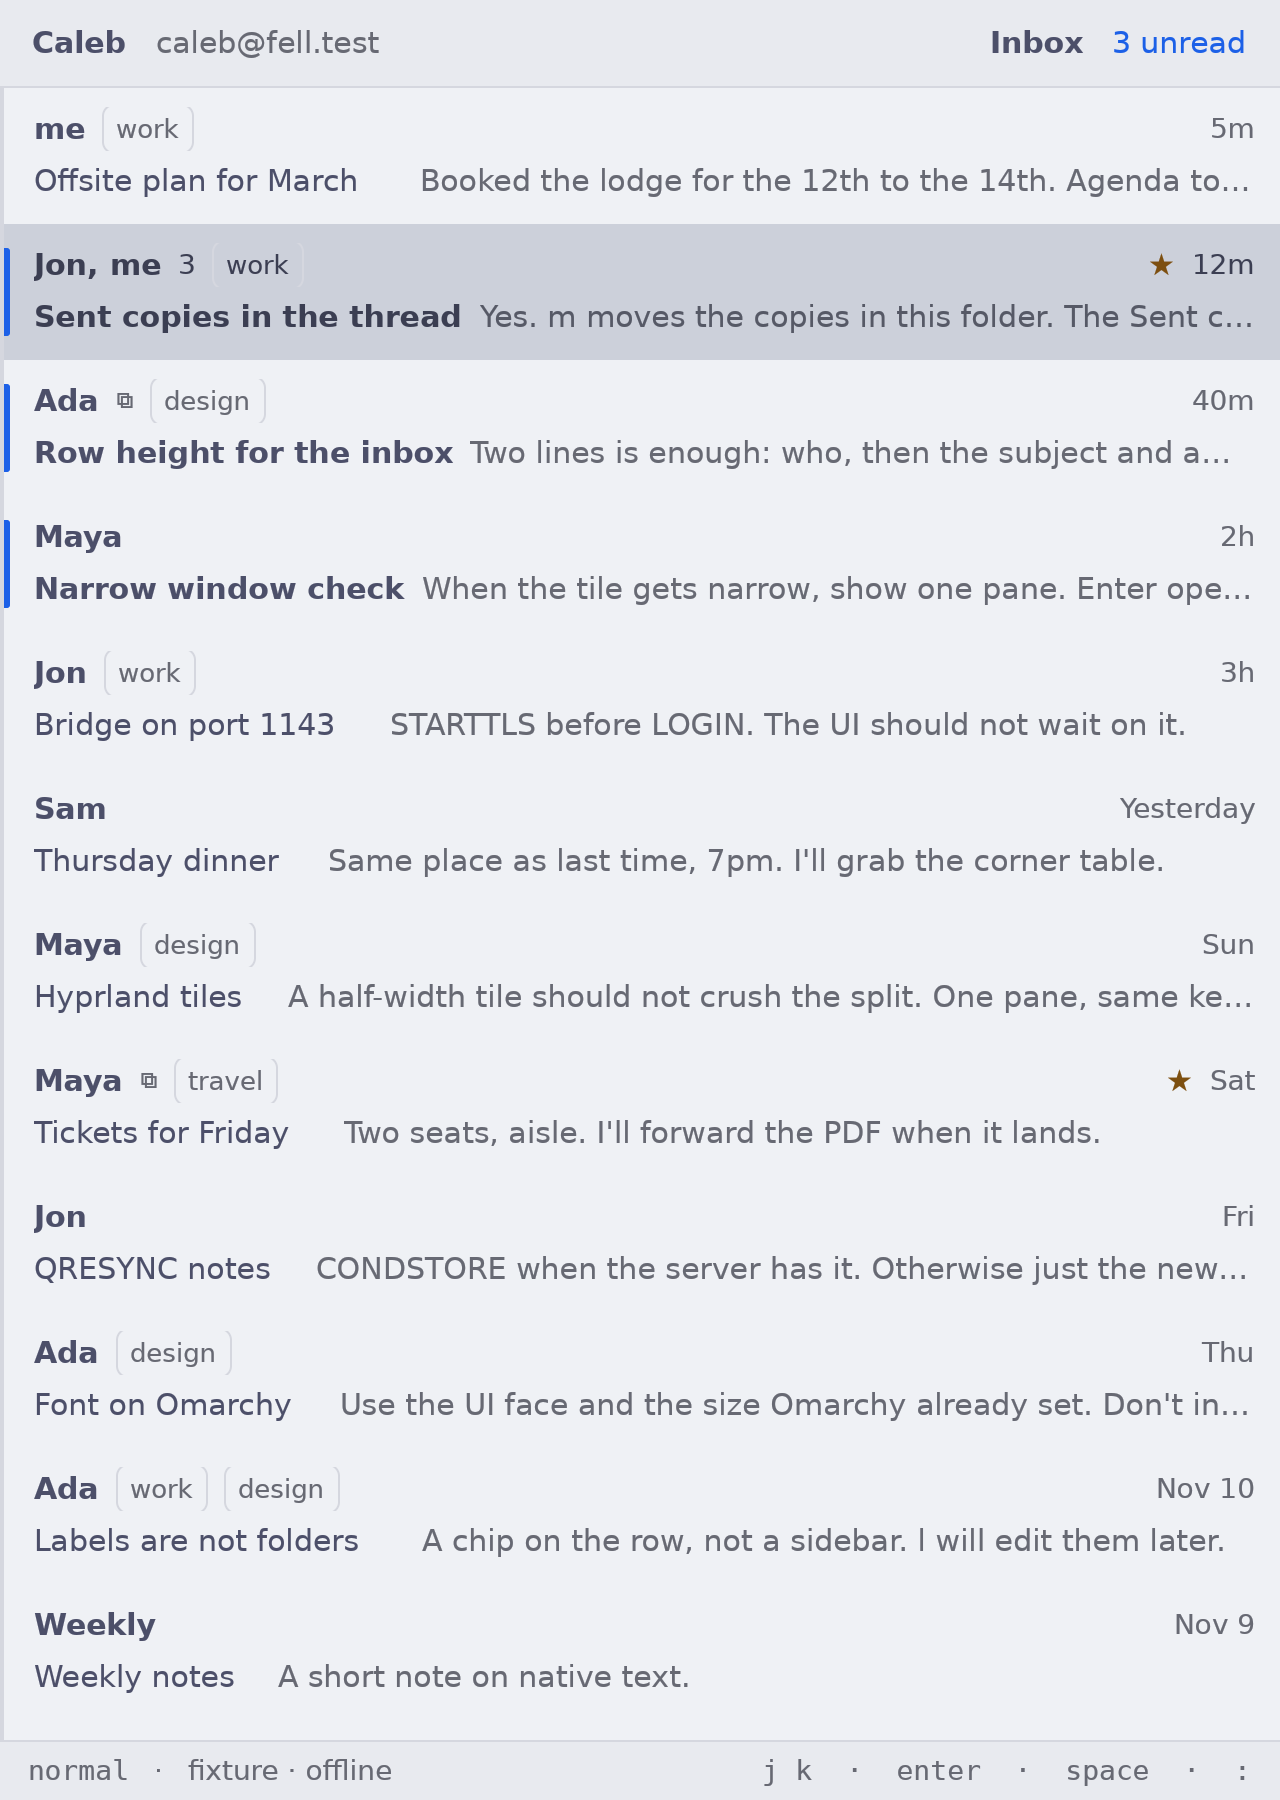 Caleb caleb@fell.test Inbox 3 unread
me work 5m
Offsite plan for March Booked the lodge for the 12th to the 14th. Agenda to…
Jon, me 3 work ★ 12m
Sent copies in the thread Yes. m moves the copies in this folder. The Sent c…
Ada ⧉ design 40m
Row height for the inbox Two lines is enough: who, then the subject and a…
Maya 2h
Narrow window check When the tile gets narrow, show one pane. Enter ope…
Jon work 3h
Bridge on port 1143 STARTTLS before LOGIN. The UI should not wait on it.
Sam Yesterday
Thursday dinner Same place as last time, 7pm. I'll grab the corner table.
Maya design Sun
Hyprland tiles A half-width tile should not crush the split. One pane, same ke…
Maya ⧉ travel ★ Sat
Tickets for Friday Two seats, aisle. I'll forward the PDF when it lands.
Jon Fri
QRESYNC notes CONDSTORE when the server has it. Otherwise just the new…
Ada design Thu
Font on Omarchy Use the UI face and the size Omarchy already set. Don't in…
Ada work design Nov 10
Labels are not folders A chip on the row, not a sidebar. l will edit them later.
Weekly Nov 9
Weekly notes A short note on native text.
normal · fixture · offline j k · enter · space · :